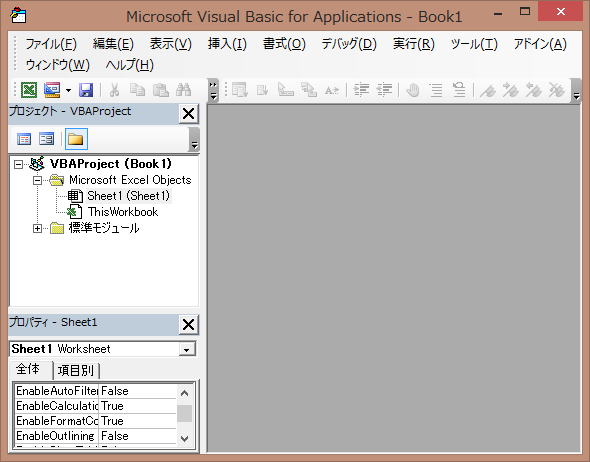 Microsoft Visual Basic for Applications - Book1
ファイル(F) 編集(E) 表示(V) 挿入(I) 書式(O) デバッグ(D) 実行(R) ツール(T) アドイン(A)
ウィンドウ(W) ヘルプ(H)
プロジェクト - VBAProject
VBAProject (Book1)
Microsoft Excel Objects
Sheet1 (Sheet1)
ThisWorkbook
標準モジュール
プロパティ - Sheet1
Sheet1 Worksheet
全体 項目別
EnableAutoFilter False
EnableCalculatic True
EnableFormatCo True
EnableOutlining False